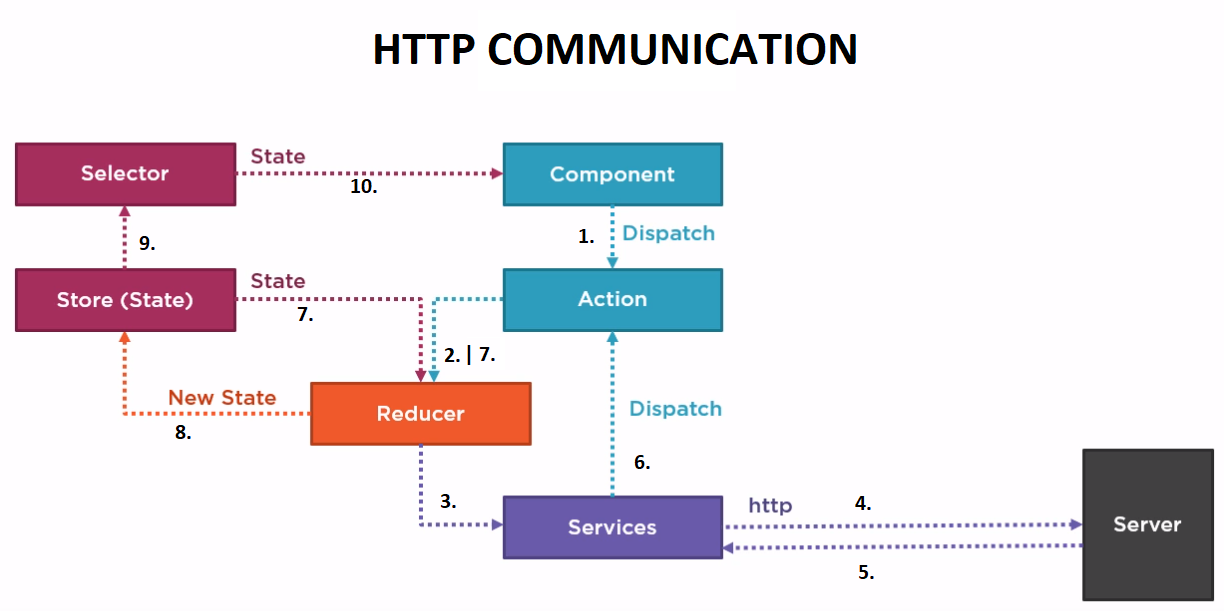 HTTP COMMUNICATION
Selector
State
10.
Component
9.
1.
Dispatch
Store (State)
State
7.
Action
2. | 7.
New State
8.
Reducer
Dispatch
3.
6.
Services
http
4.
5.
Server